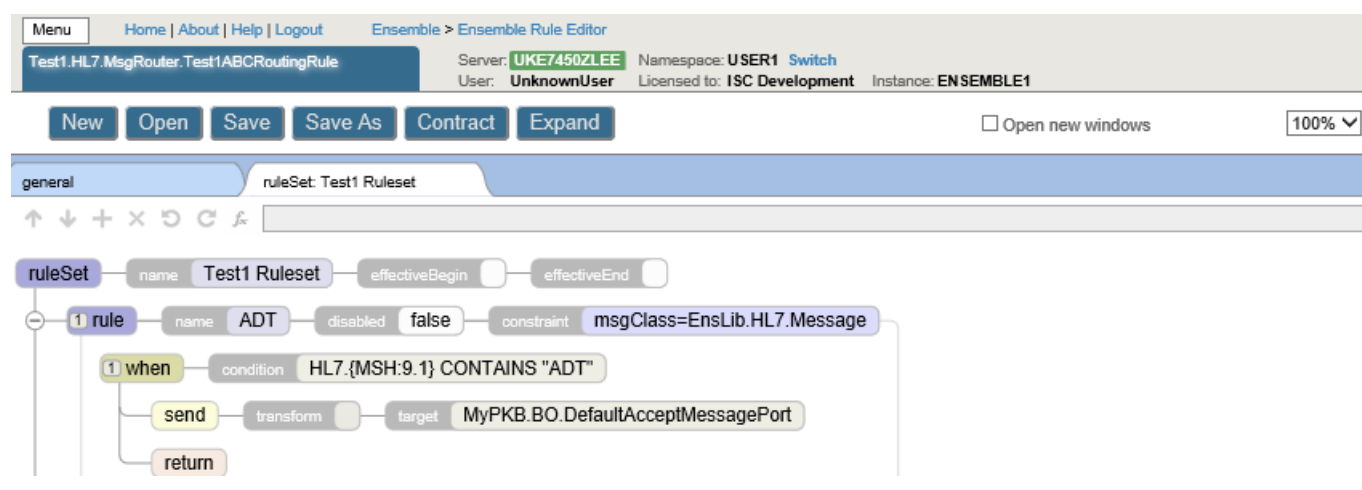 Menu Home | About | Help | Logout Ensemble > Ensemble Rule Editor
Test1.HL7.MsgRouter.Test1ABCRoutingRule Server: UKE7450ZLEE Namespace: USER1 Switch
User: UnknownUser Licensed to: ISC Development Instance: ENSEMBLE1
New Open Save Save As Contract Expand Open new windows 100%
general ruleSet: Test1 Ruleset
fx
ruleSet name Test1 Ruleset effectiveBegin effectiveEnd
1 rule name ADT disabled false constraint msgClass=EnsLib.HL7.Message
1 when condition HL7.{MSH:9.1} CONTAINS "ADT"
send transform target MyPKB.BO.DefaultAcceptMessagePort
return